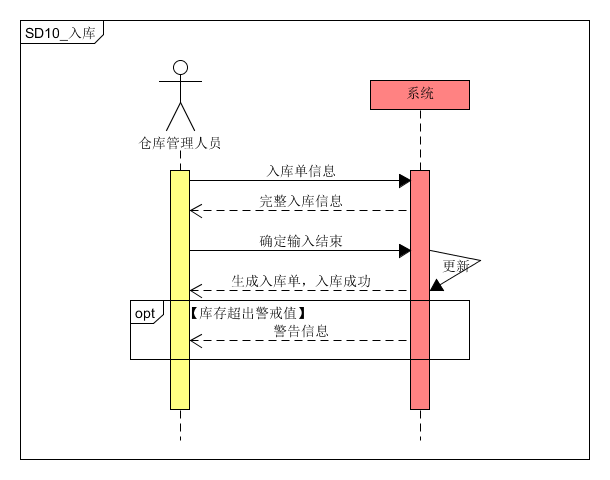 SD10_入库
系统
仓库管理人员
入库单信息
完整入库信息
确定输入结束
更新
生成入库单，入库成功
opt
【库存超出警戒值】
警告信息